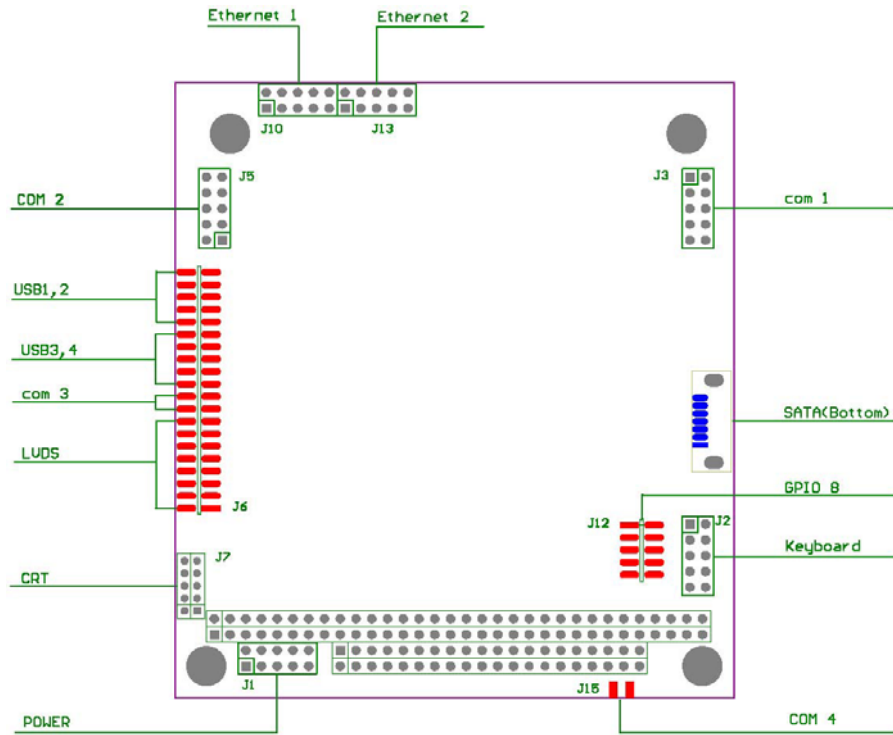 Ethernet 1
Ethernet 2
J10
J13
J5
J3
COM 2
com 1
USB1,2
USB3,4
com 3
SATA(Bottom)
LVDS
GPIO 8
J6
J12
J2
J7
Keyboard
CRT
J1
J15
POWER
COM 4